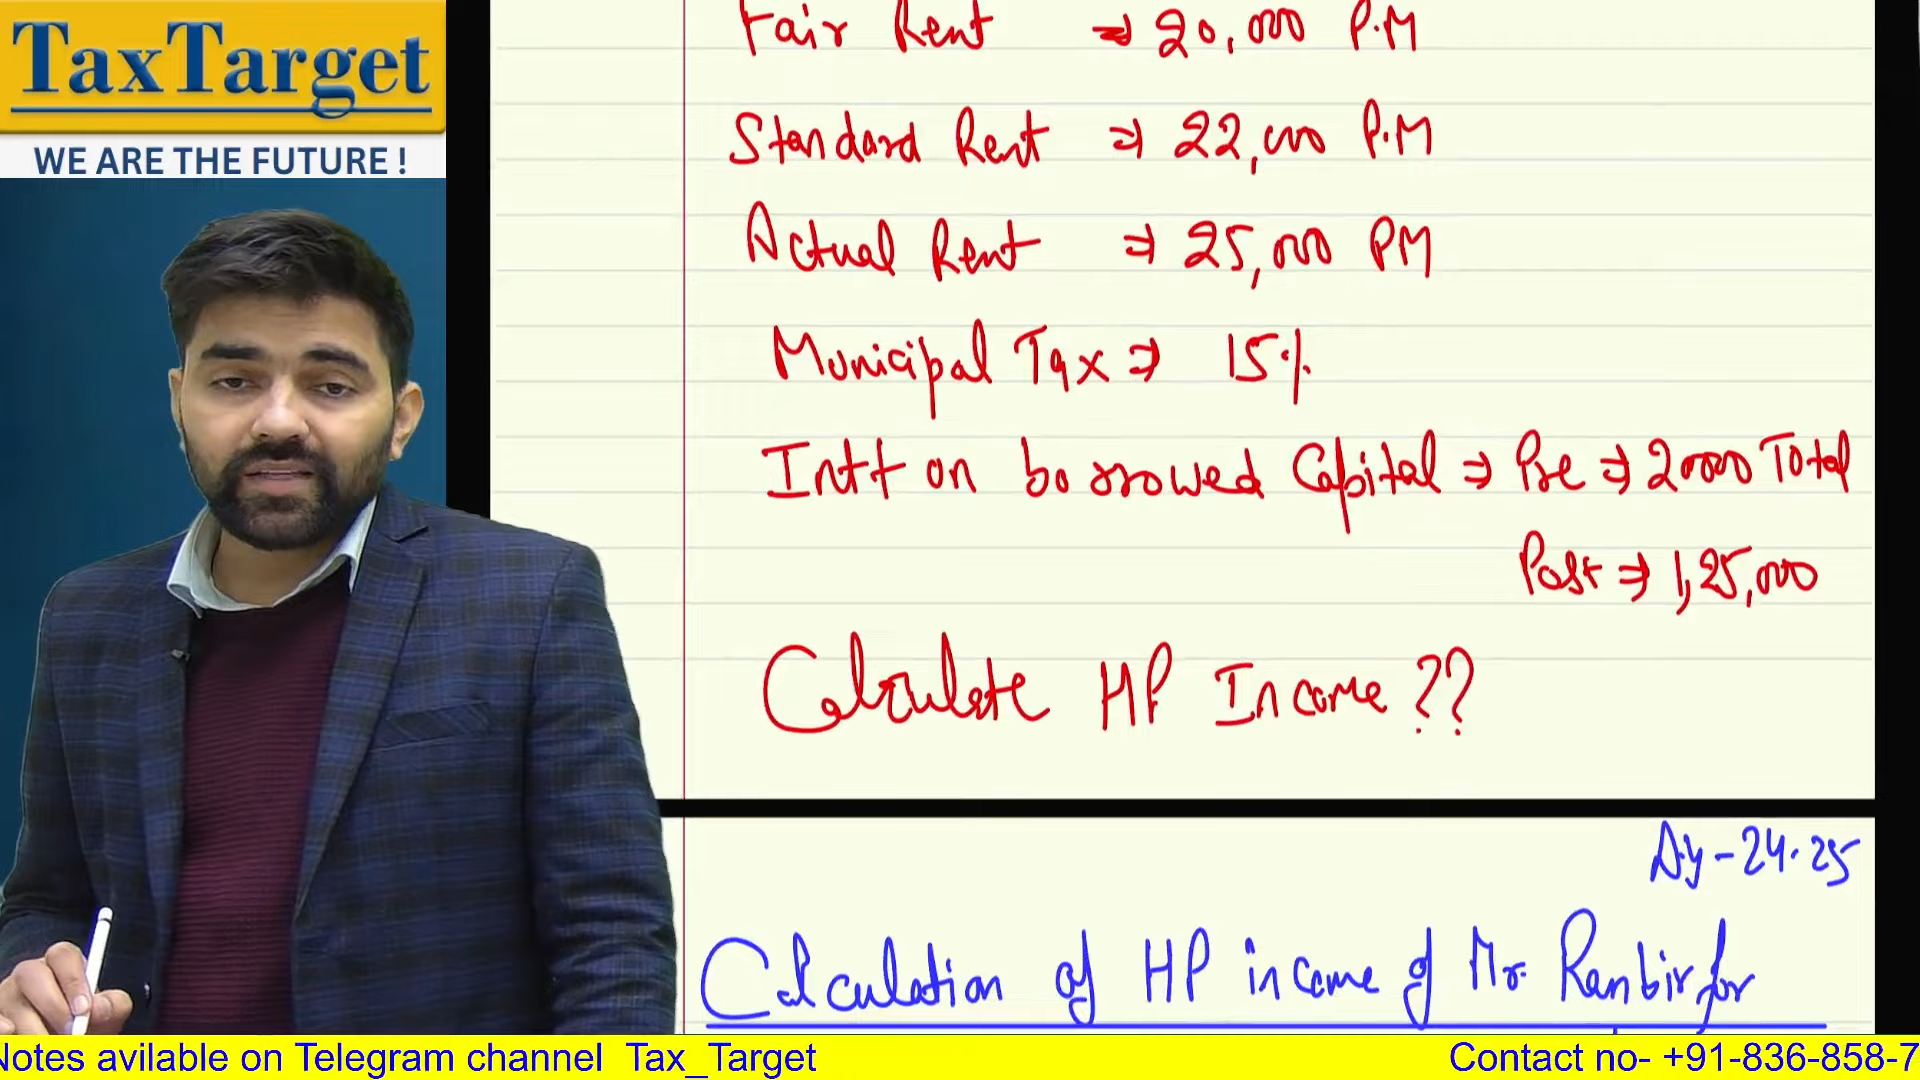 TaxTarget
WE ARE THE FUTURE !
Fair Rent ⇒ 20,000 P.M
Standard Rent ⇒ 22,000 P.M
Actual Rent ⇒ 25,000 PM
Municipal Tax ⇒ 15%
Intt on borrowed Capital ⇒ Pre ⇒ 20000 Total
Post ⇒ 1,25,000
Calculate HP Income??
Ay-24-25
Calculation of HP income of Mr. Ranbir for
Notes avilable on Telegram channel Tax_Target
Contact no- +91-836-858-7